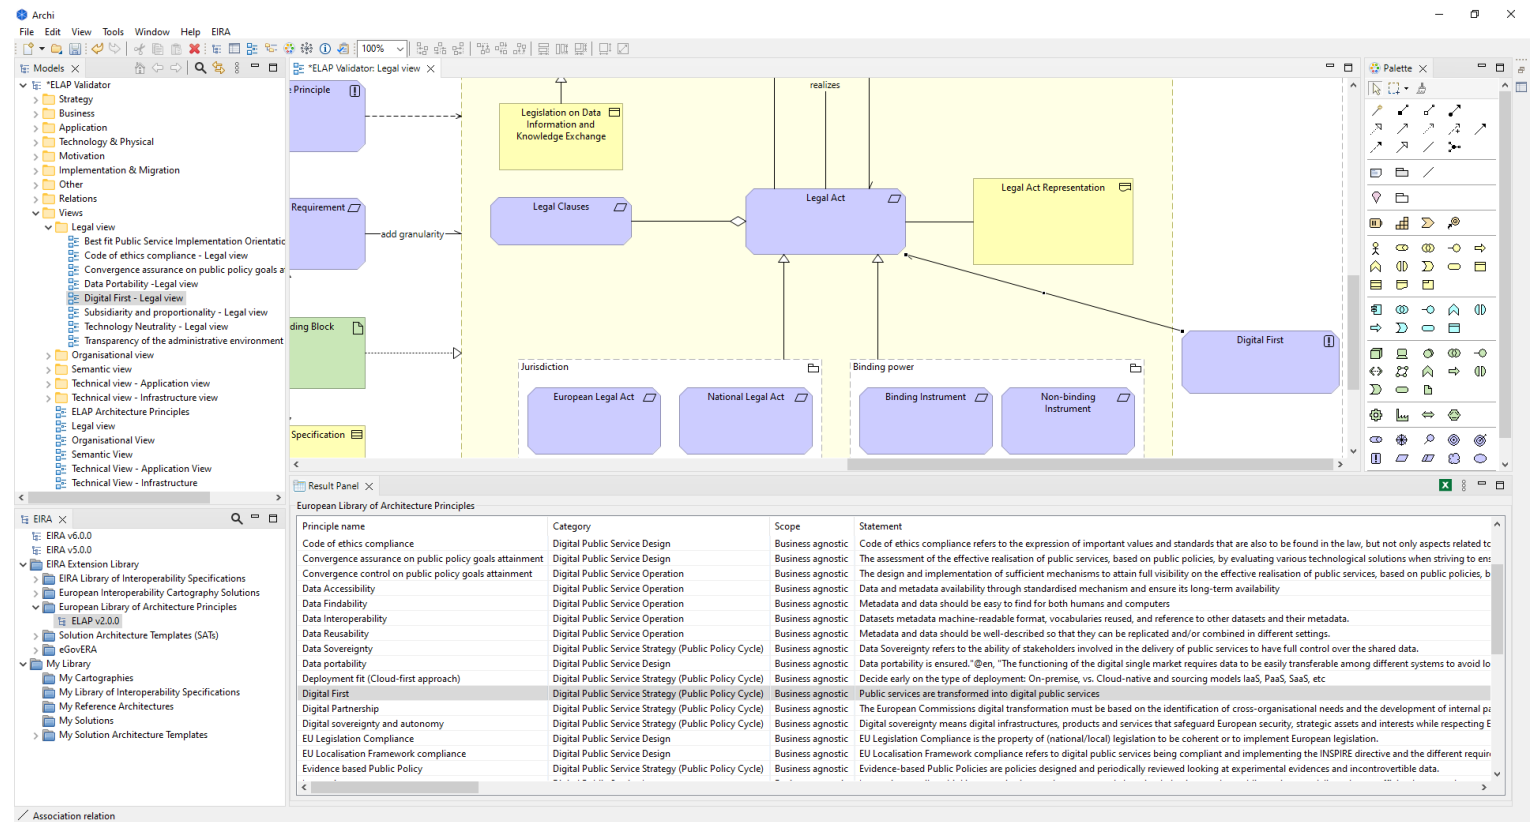 Archi
File Edit View Tools Window Help EIRA
100%
Models
*ELAP Validator
Strategy
Business
Application
Technology & Physical
Motivation
Implementation & Migration
Other
Relations
Views
Legal view
Best fit Public Service Implementation Orientatic
Code of ethics compliance - Legal view
Convergence assurance on public policy goals a
Data Portability -Legal view
Digital First - Legal view
Subsidiarity and proportionality - Legal view
Technology Neutrality - Legal view
Transparency of the administrative environment
Organisational view
Semantic view
Technical view - Application view
Technical view - Infrastructure view
ELAP Architecture Principles
Legal view
Organisational View
Semantic View
Technical View - Application View
Technical View - Infrastructure
EIRA
EIRA v6.0.0
EIRA v5.0.0
EIRA Extension Library
EIRA Library of Interoperability Specifications
European Interoperability Cartography Solutions
European Library of Architecture Principles
ELAP v2.0.0
Solution Architecture Templates (SATs)
eGovERA
My Library
My Cartographies
My Library of Interoperability Specifications
My Reference Architectures
My Solutions
My Solution Architecture Templates
*ELAP Validator: Legal view
Principle
Legislation on Data
Information and
Knowledge Exchange
realizes
Requirement
add granularity
Legal Clauses
Legal Act
Legal Act Representation
ding Block
Digital First
Jurisdiction
European Legal Act
National Legal Act
Binding power
Binding Instrument
Non-binding
Instrument
Specification
Palette
Result Panel
European Library of Architecture Principles
Principle name Category Scope Statement
Code of ethics compliance Digital Public Service Design Business agnostic Code of ethics compliance refers to the expression of important values and standards that are also to be found in the law, but not only aspects related tc
Convergence assurance on public policy goals attainment Digital Public Service Design Business agnostic The assessment of the effective realisation of public services, based on public policies, by evaluating various technological solutions when striving to ens
Convergence control on public policy goals attainment Digital Public Service Operation Business agnostic The design and implementation of sufficient mechanisms to attain full visibility on the effective realisation of public services, based on public policies, b
Data Accessibility Digital Public Service Operation Business agnostic Data and metadata availability through standardised mechanism and ensure its long-term availability
Data Findability Digital Public Service Operation Business agnostic Metadata and data should be easy to find for both humans and computers
Data Interoperability Digital Public Service Operation Business agnostic Datasets metadata machine-readable format, vocabularies reused, and reference to other datasets and their metadata.
Data Reusability Digital Public Service Operation Business agnostic Metadata and data should be well-described so that they can be replicated and/or combined in different settings.
Data Sovereignty Digital Public Service Strategy (Public Policy Cycle) Business agnostic Data Sovereignty refers to the ability of stakeholders involved in the delivery of public services to have full control over the shared data.
Data portability Digital Public Service Design Business agnostic Data portability is ensured."@en, "The functioning of the digital single market requires data to be easily transferable among different systems to avoid lo
Deployment fit (Cloud-first approach) Digital Public Service Strategy (Public Policy Cycle) Business agnostic Decide early on the type of deployment: On-premise, vs. Cloud-native and sourcing models IaaS, PaaS, SaaS, etc
Digital First Digital Public Service Strategy (Public Policy Cycle) Business agnostic Public services are transformed into digital public services
Digital Partnership Digital Public Service Strategy (Public Policy Cycle) Business agnostic The European Commissions digital transformation must be based on the identification of cross-organisational needs and the development of internal pa
Digital sovereignty and autonomy Digital Public Service Strategy (Public Policy Cycle) Business agnostic Digital sovereignty means digital infrastructures, products and services that safeguard European security, strategic assets and interests while respecting E
EU Legislation Compliance Digital Public Service Design Business agnostic EU Legislation Compliance is the property of (national/local) legislation to be coherent or to implement European legislation.
EU Localisation Framework compliance Digital Public Service Design Business agnostic EU Localisation Framework compliance refers to digital public services being compliant and implementing the INSPIRE directive and the different requir
Evidence based Public Policy Digital Public Service Strategy (Public Policy Cycle) Business agnostic Evidence-based Public Policies are policies designed and periodically reviewed looking at experimental evidences and incontrovertible data.
Association relation